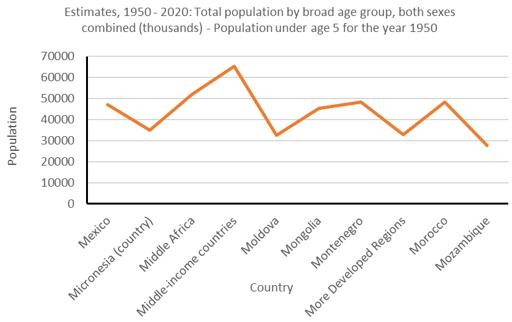 Estimates, 1950 - 2020: Total population by broad age group, both sexes
combined (thousands) - Population under age 5 for the year 1950
70000
60000
50000
40000
30000
20000
10000
0
Population
Mexico
Micronesia (country)
Middle Africa
Middle-income countries
Moldova
Mongolia
Montenegro
More Developed Regions
Morocco
Mozambique
Country